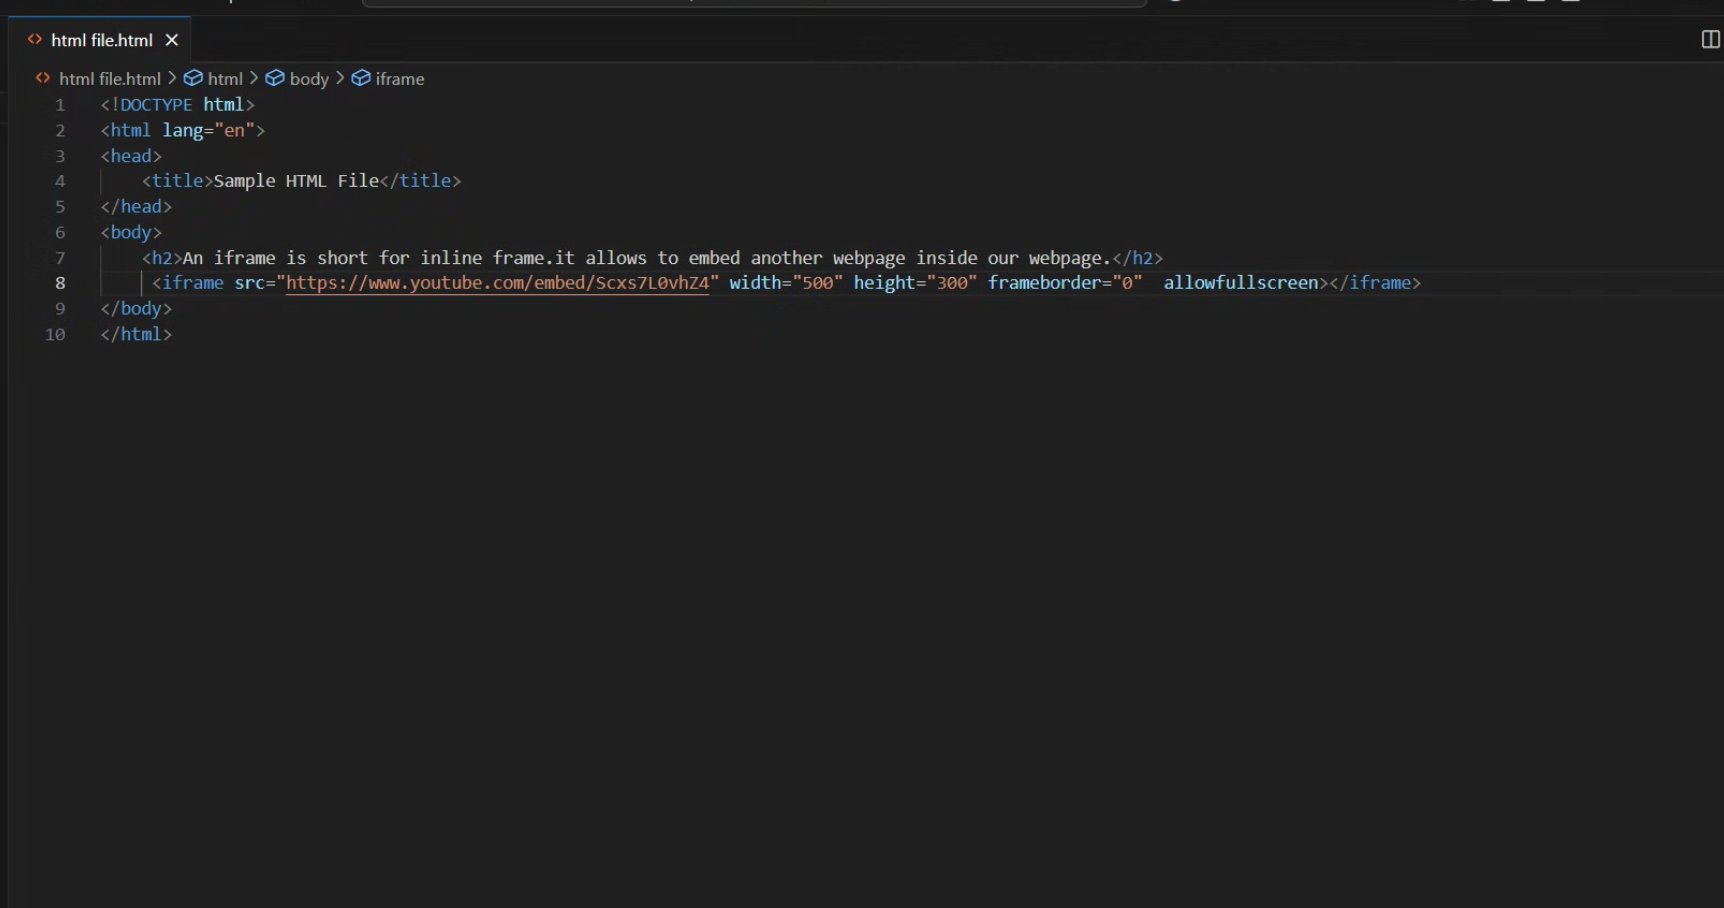 html file.html
html file.html > html > body > iframe
1 <!DOCTYPE html>
2 <html lang="en">
3 <head>
4     <title>Sample HTML File</title>
5 </head>
6 <body>
7     <h2>An iframe is short for inline frame.it allows to embed another webpage inside our webpage.</h2>
8      <iframe src="https://www.youtube.com/embed/Scxs7L0vhZ4" width="500" height="300" frameborder="0"  allowfullscreen></iframe>
9 </body>
10 </html>